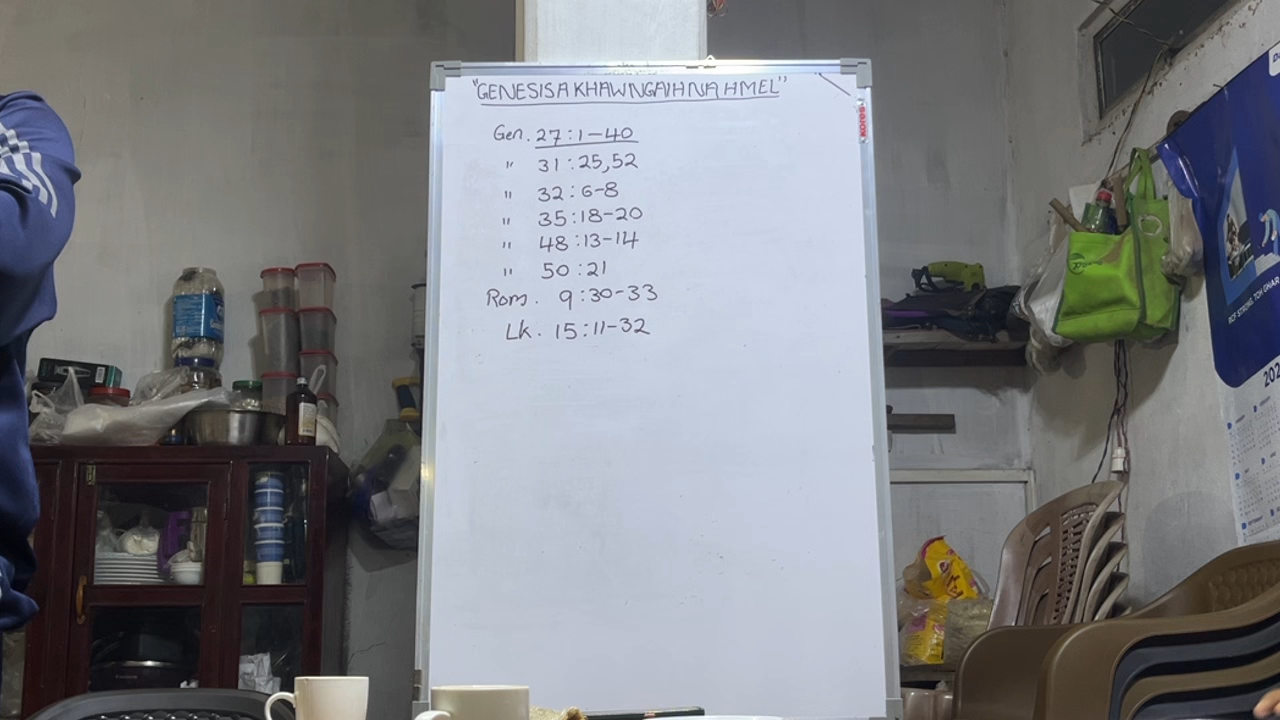 "GENESISA KHAWNGAIHNA HMEL"
Gen. 27:1-40
" 31:25,52
" 32:6-8
" 35:18-20
" 48:13-14
" 50:21
Rom. 9:30-33
Lk. 15:11-32
kores